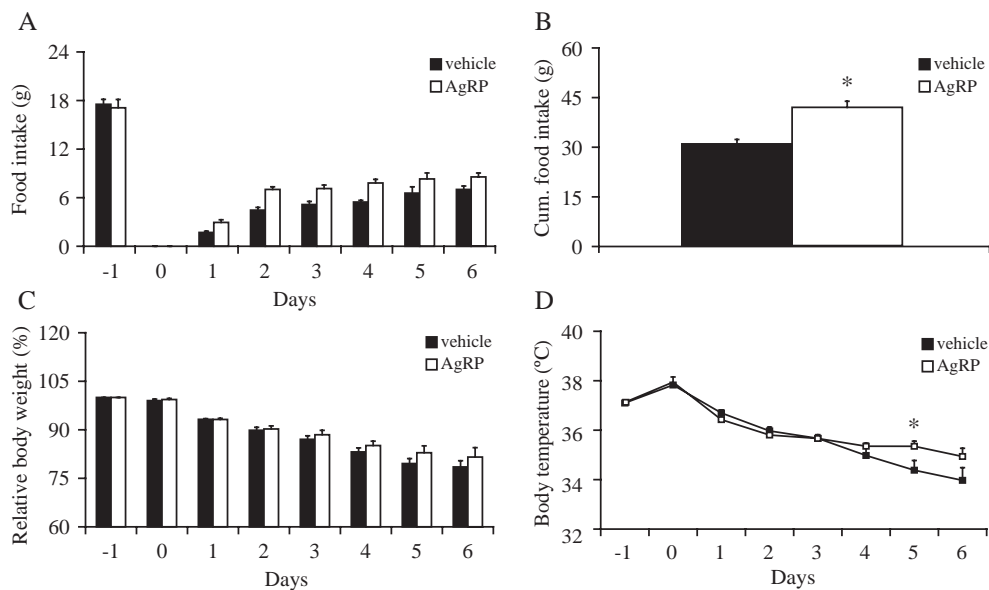 A
Food intake (g)
24
18
12
6
0
vehicle
AgRP
-1 0 1 2 3 4 5 6
Days
B
Cum. food intake (g)
60
45
30
15
0
vehicle
AgRP
*
C
Relative body weight (%)
120
105
90
75
60
vehicle
AgRP
-1 0 1 2 3 4 5 6
Days
D
Body temperature (ºC)
40
38
36
34
32
vehicle
AgRP
*
-1 0 1 2 3 4 5 6
Days